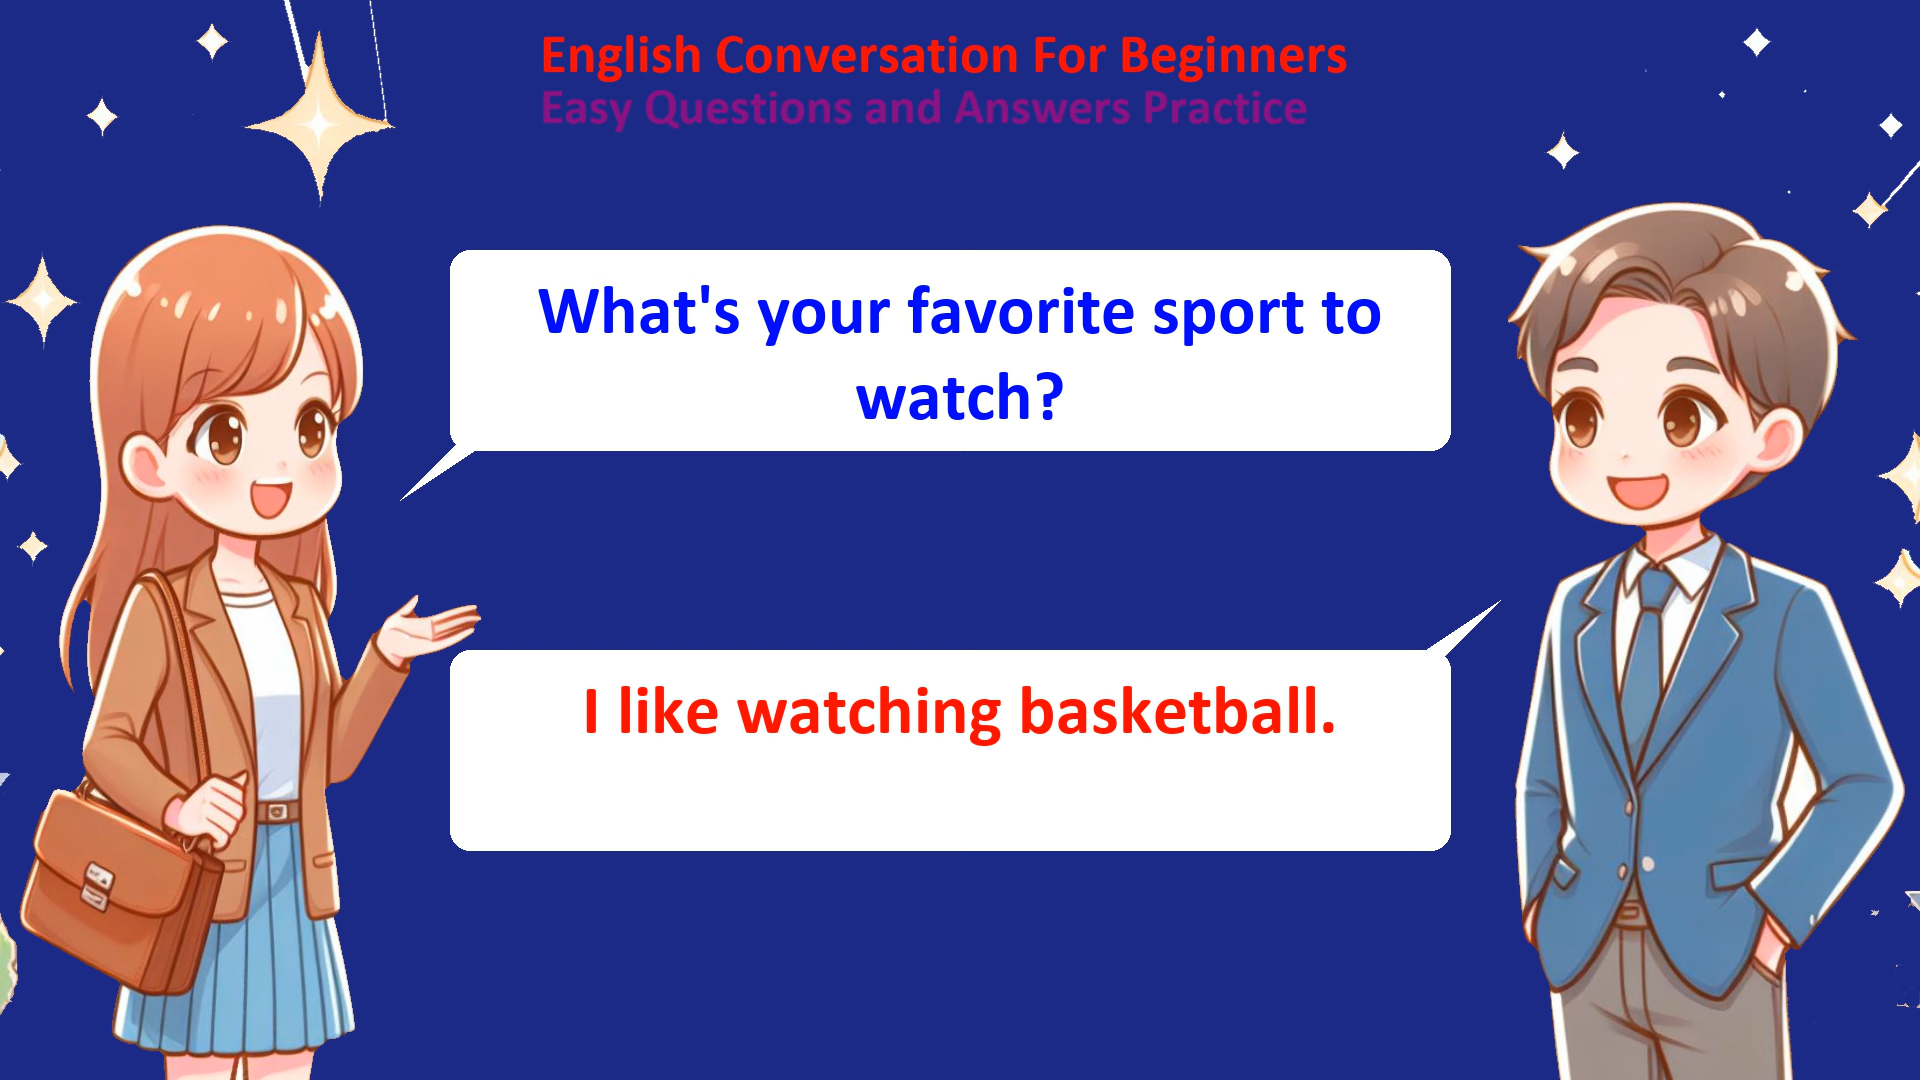 English Conversation For Beginners
Easy Questions and Answers Practice
What's your favorite sport to
watch?
I like watching basketball.